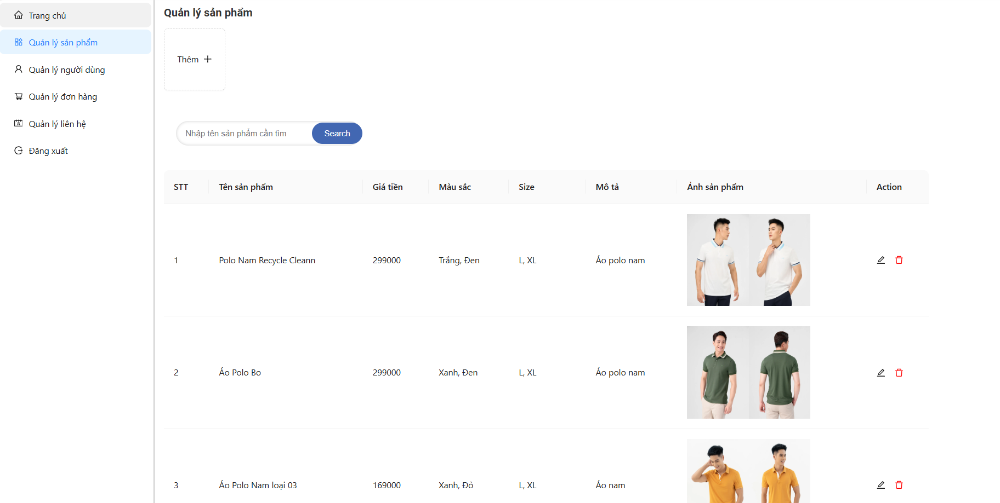 Trang chủ
Quản lý sản phẩm
Quản lý người dùng
Quản lý đơn hàng
Quản lý liên hệ
Đăng xuất
Quản lý sản phẩm
Thêm
Nhập tên sản phẩm cần tìm Search
STT Tên sản phẩm Giá tiền Màu sắc Size Mô tả Ảnh sản phẩm Action
1 Polo Nam Recycle Cleann 299000 Trắng, Đen L, XL Áo polo nam
2 Áo Polo Bo 299000 Xanh, Đen L, XL Áo polo nam
3 Áo Polo Nam loại 03 169000 Xanh, Đỏ L, XL Áo nam